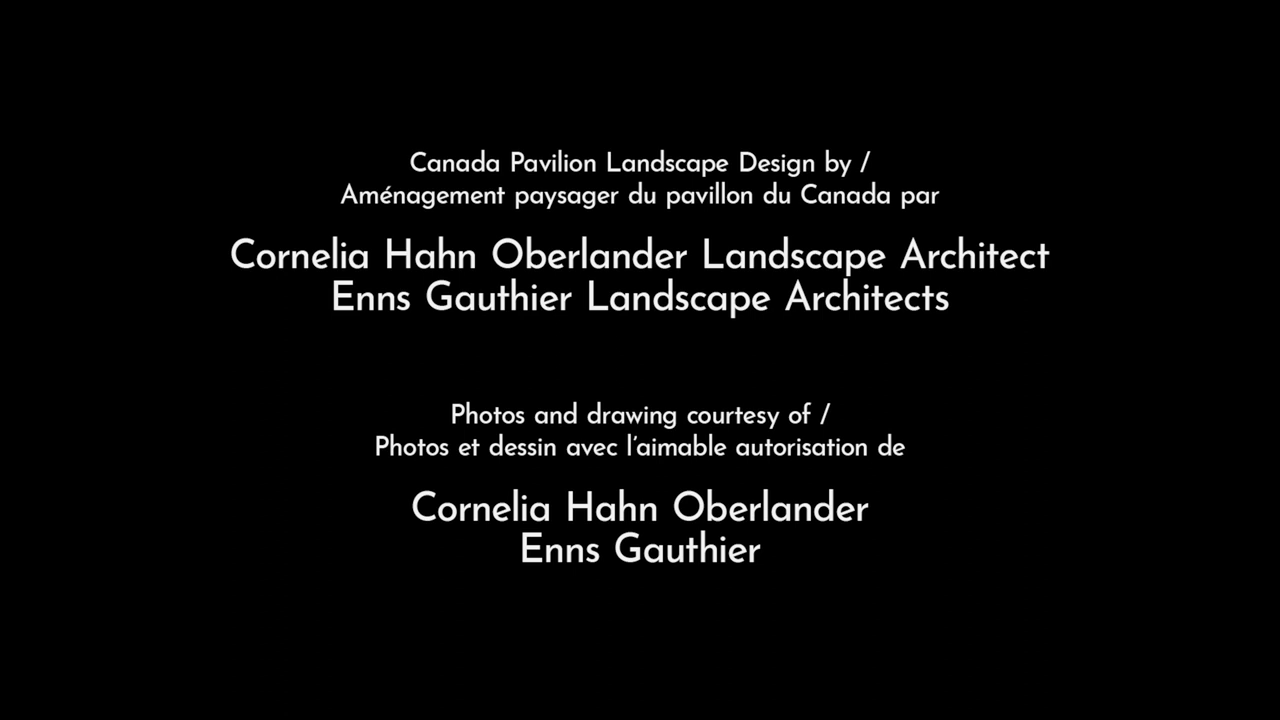 Canada Pavilion Landscape Design by /
Aménagement paysager du pavillon du Canada par
Cornelia Hahn Oberlander Landscape Architect
Enns Gauthier Landscape Architects
Photos and drawing courtesy of /
Photos et dessin avec l’aimable autorisation de
Cornelia Hahn Oberlander
Enns Gauthier